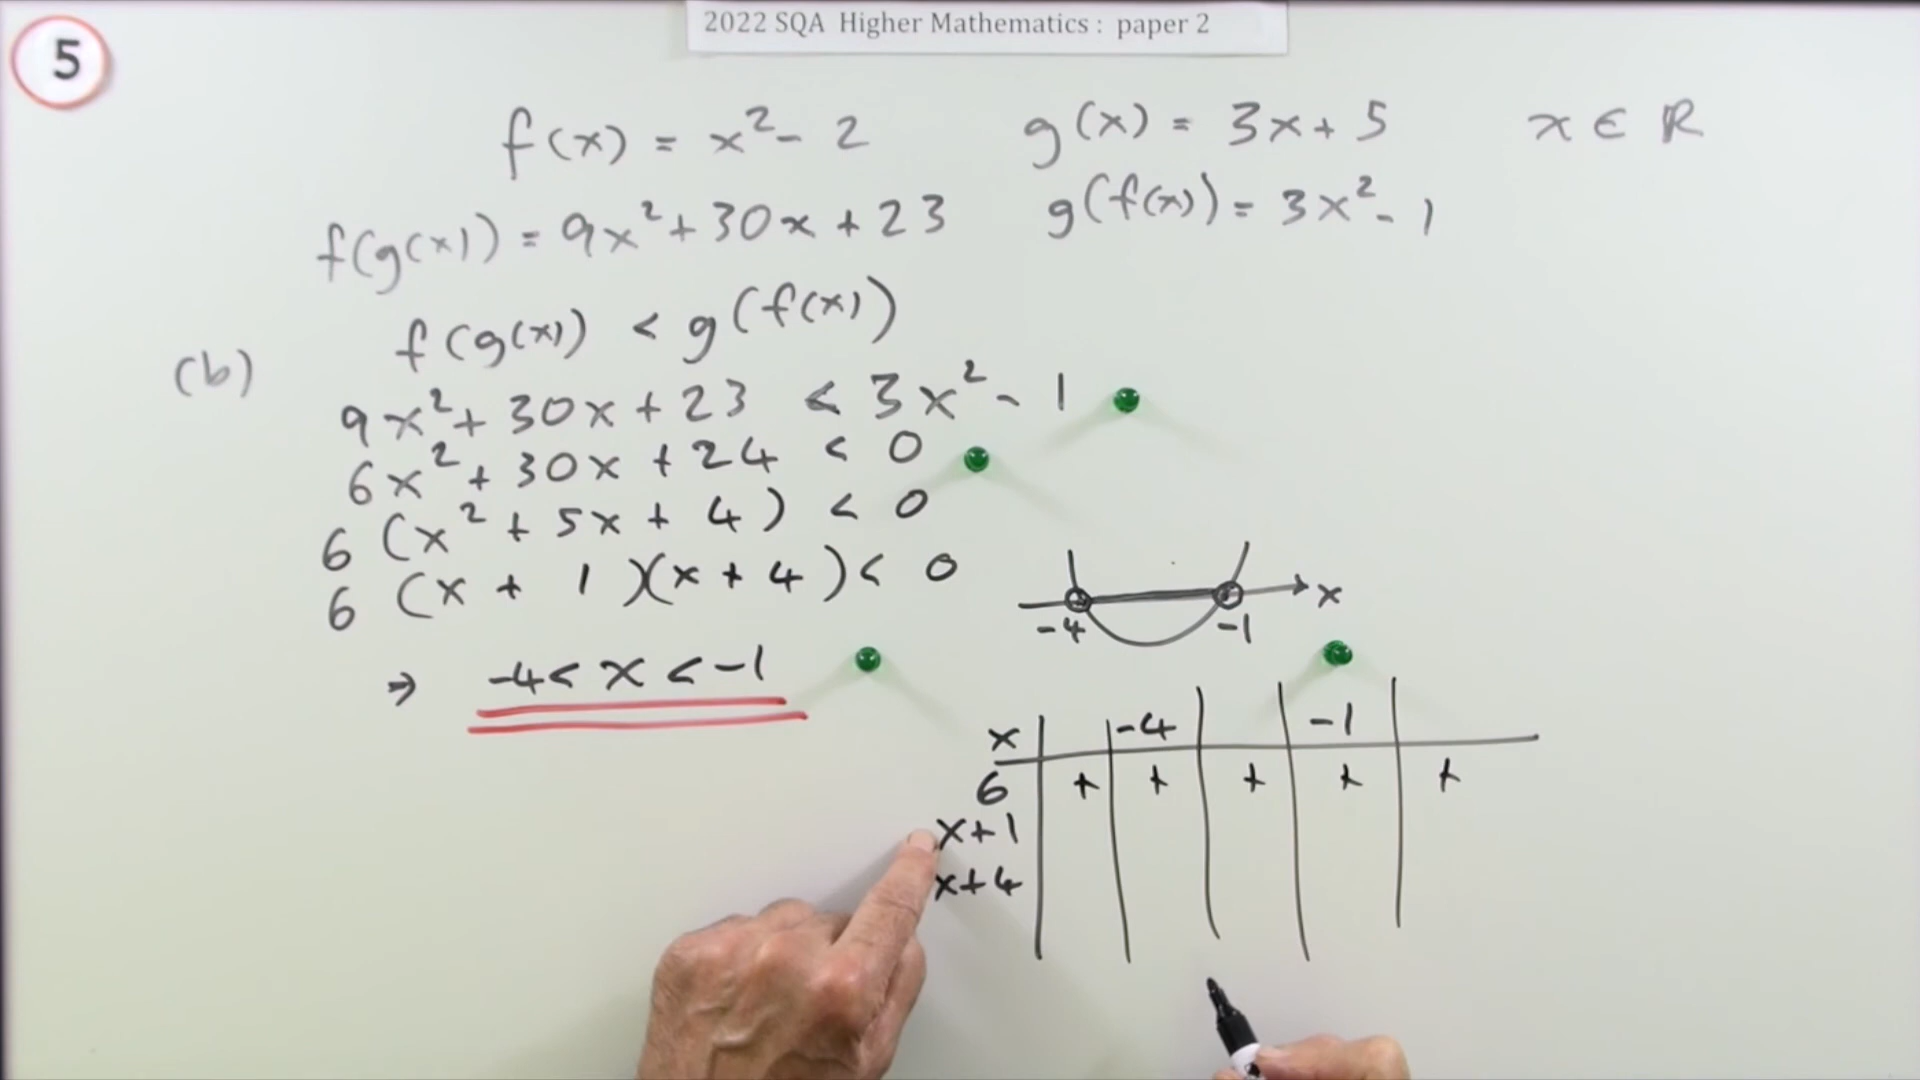 2022 SQA Higher Mathematics : paper 2
5
f(x) = x² - 2 g(x) = 3x + 5 x ∈ ℝ
f(g(x)) = 9x² + 30x + 23 g(f(x)) = 3x² - 1
(b) f(g(x)) < g(f(x))
9x² + 30x + 23 < 3x² - 1
6x² + 30x + 24 < 0
6(x² + 5x + 4) < 0
6(x + 1)(x + 4) < 0
x
-4 -1
⇒ -4 < x < -1
x -4 -1
6 + + + + +
x+1
x+4